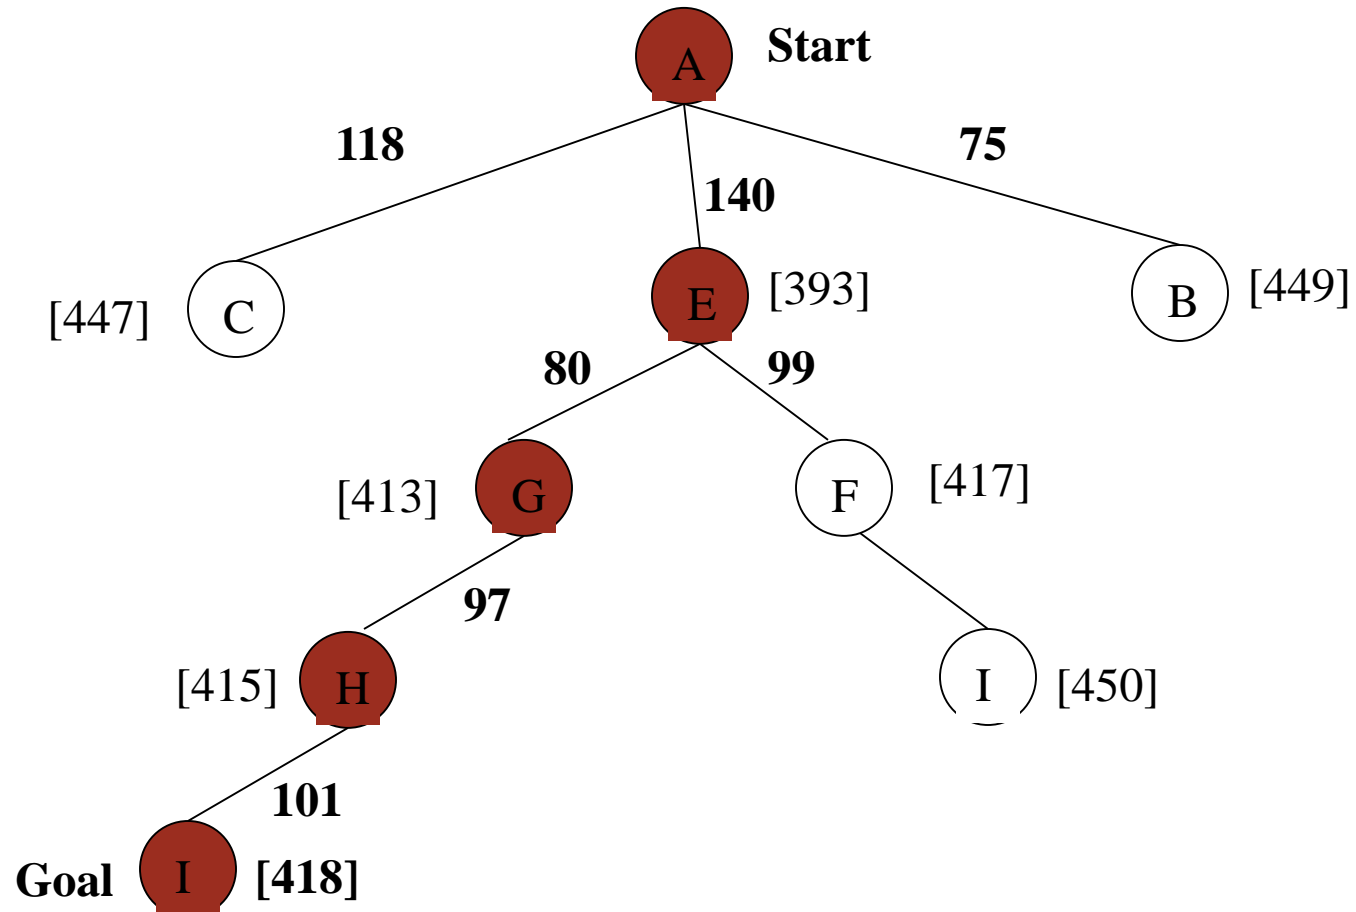 A Start
118
75
140
[447] C
E [393]
B [449]
80
99
[413] G
F [417]
97
[415] H
I [450]
101
Goal I [418]